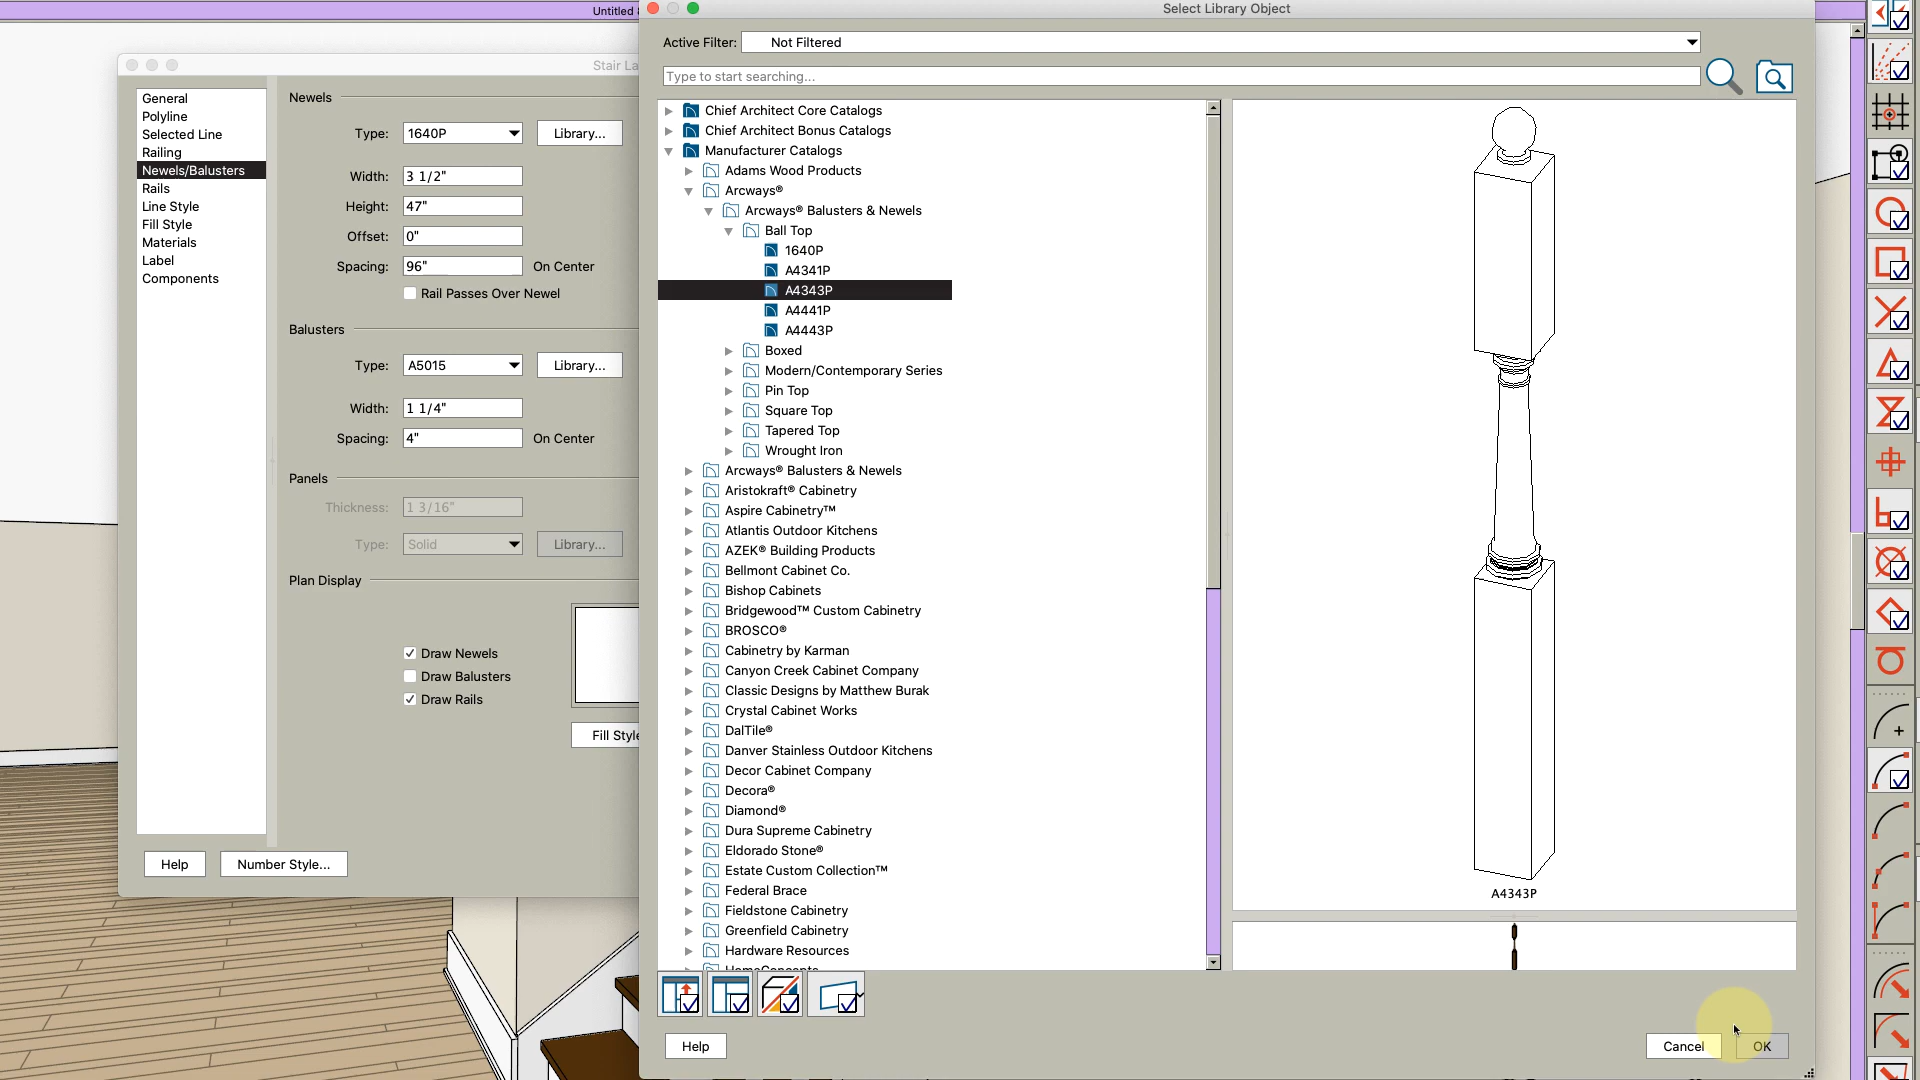 Untitled
Select Library Object
Active Filter:
Not Filtered
Type to start searching...
Stair La
General
Polyline
Selected Line
Railing
Newels/Balusters
Rails
Line Style
Fill Style
Materials
Label
Components
Newels
Type:
1640P
Library...
Width:
3 1/2"
Height:
47"
Offset:
0"
Spacing:
96"
On Center
Rail Passes Over Newel
Balusters
Type:
A5015
Library...
Width:
1 1/4"
Spacing:
4"
On Center
Panels
Thickness:
1 3/16"
Type:
Solid
Library...
Plan Display
Draw Newels
Draw Balusters
Draw Rails
Fill Style
Help
Number Style...
Chief Architect Core Catalogs
Chief Architect Bonus Catalogs
Manufacturer Catalogs
Adams Wood Products
Arcways®
Arcways® Balusters & Newels
Ball Top
1640P
A4341P
A4343P
A4441P
A4443P
Boxed
Modern/Contemporary Series
Pin Top
Square Top
Tapered Top
Wrought Iron
Arcways® Balusters & Newels
Aristokraft® Cabinetry
Aspire Cabinetry™
Atlantis Outdoor Kitchens
AZEK® Building Products
Bellmont Cabinet Co.
Bishop Cabinets
Bridgewood™ Custom Cabinetry
BROSCO®
Cabinetry by Karman
Canyon Creek Cabinet Company
Classic Designs by Matthew Burak
Crystal Cabinet Works
DalTile®
Danver Stainless Outdoor Kitchens
Decor Cabinet Company
Decora®
Diamond®
Dura Supreme Cabinetry
Eldorado Stone®
Estate Custom Collection™
Federal Brace
Fieldstone Cabinetry
Greenfield Cabinetry
Hardware Resources
HomeConcepts
A4343P
Help
Cancel
OK